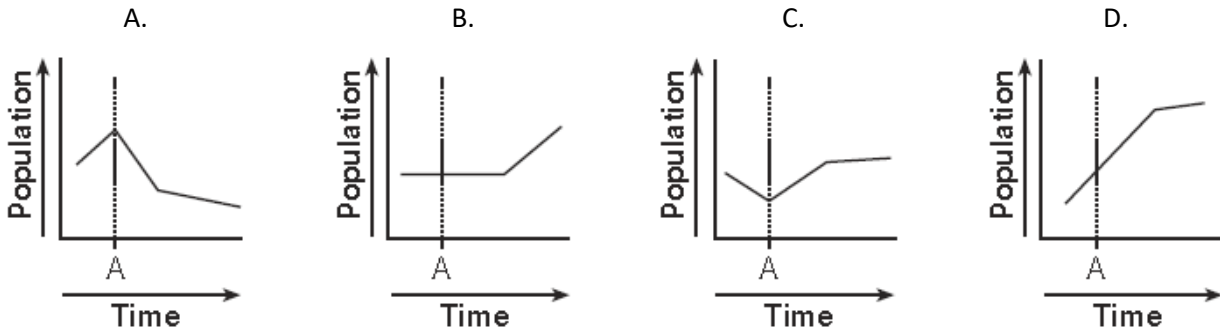 A.
B.
C.
D.
Population
Population
Population
Population
A
A
A
A
Time
Time
Time
Time